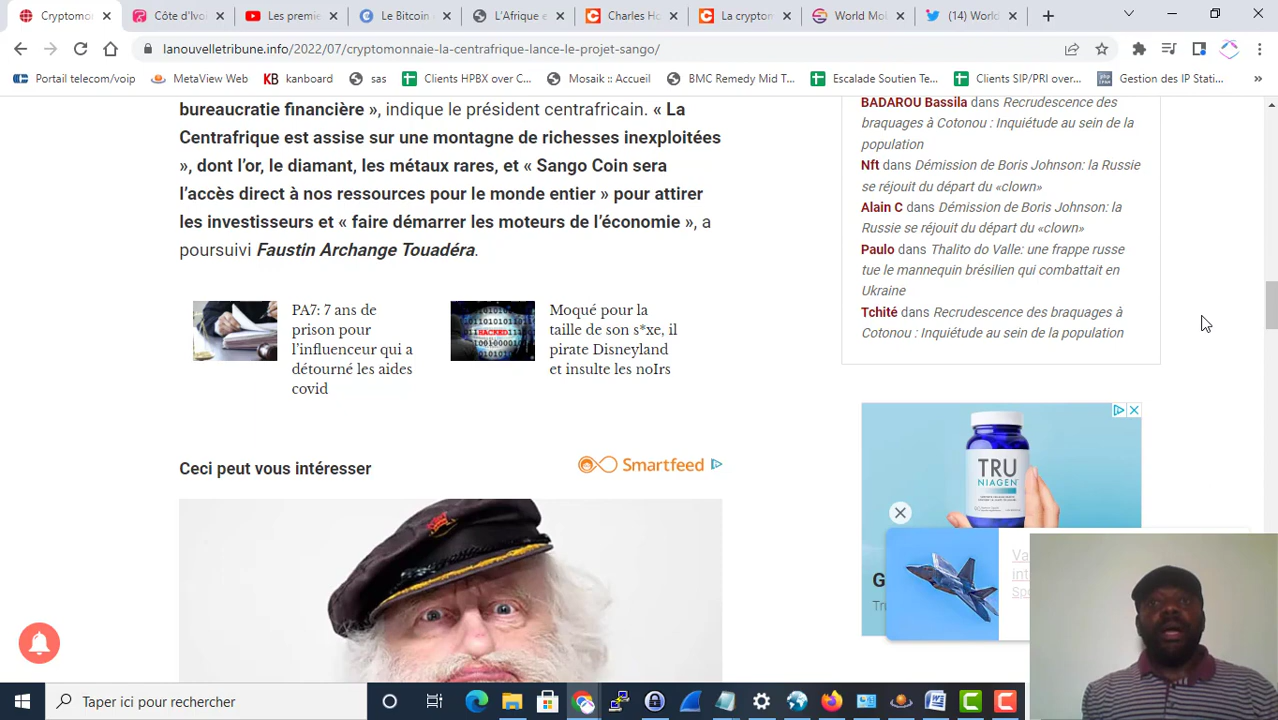 Cryptomon
Côte d'Ivoi
Les premie
Le Bitcoin
L'Afrique e
Charles Ho
La cryptom
World Mob
(14) World
lanouvelletribune.info/2022/07/cryptomonnaie-la-centrafrique-lance-le-projet-sango/
Portail telecom/voip
MetaView Web
KB kanboard
sas
Clients HPBX over C...
Mosaik :: Accueil
BMC Remedy Mid T...
Escalade Soutien Te...
Clients SIP/PRI over...
Gestion des IP Stati...
»
bureaucratie financière », indique le président centrafricain. « La
Centrafrique est assise sur une montagne de richesses inexploitées
», dont l'or, le diamant, les métaux rares, et « Sango Coin sera
l'accès direct à nos ressources pour le monde entier » pour attirer
les investisseurs et « faire démarrer les moteurs de l'économie », a
poursuivi Faustin Archange Touadéra.
PA7: 7 ans de
prison pour
l'influenceur qui a
détourné les aides
covid
HACKED
Moqué pour la
taille de son s*xe, il
pirate Disneyland
et insulte les noIrs
Ceci peut vous intéresser
Smartfeed
BADAROU Bassila dans Recrudescence des
braquages à Cotonou : Inquiétude au sein de la
population
Nft dans Démission de Boris Johnson: la Russie
se réjouit du départ du «clown»
Alain C dans Démission de Boris Johnson: la
Russie se réjouit du départ du «clown»
Paulo dans Thalito do Valle: une frappe russe
tue le mannequin brésilien qui combattait en
Ukraine
Tchité dans Recrudescence des braquages à
Cotonou : Inquiétude au sein de la population
TRU
NIAGEN
G
Tru
Va
int
Spo
Taper ici pour rechercher